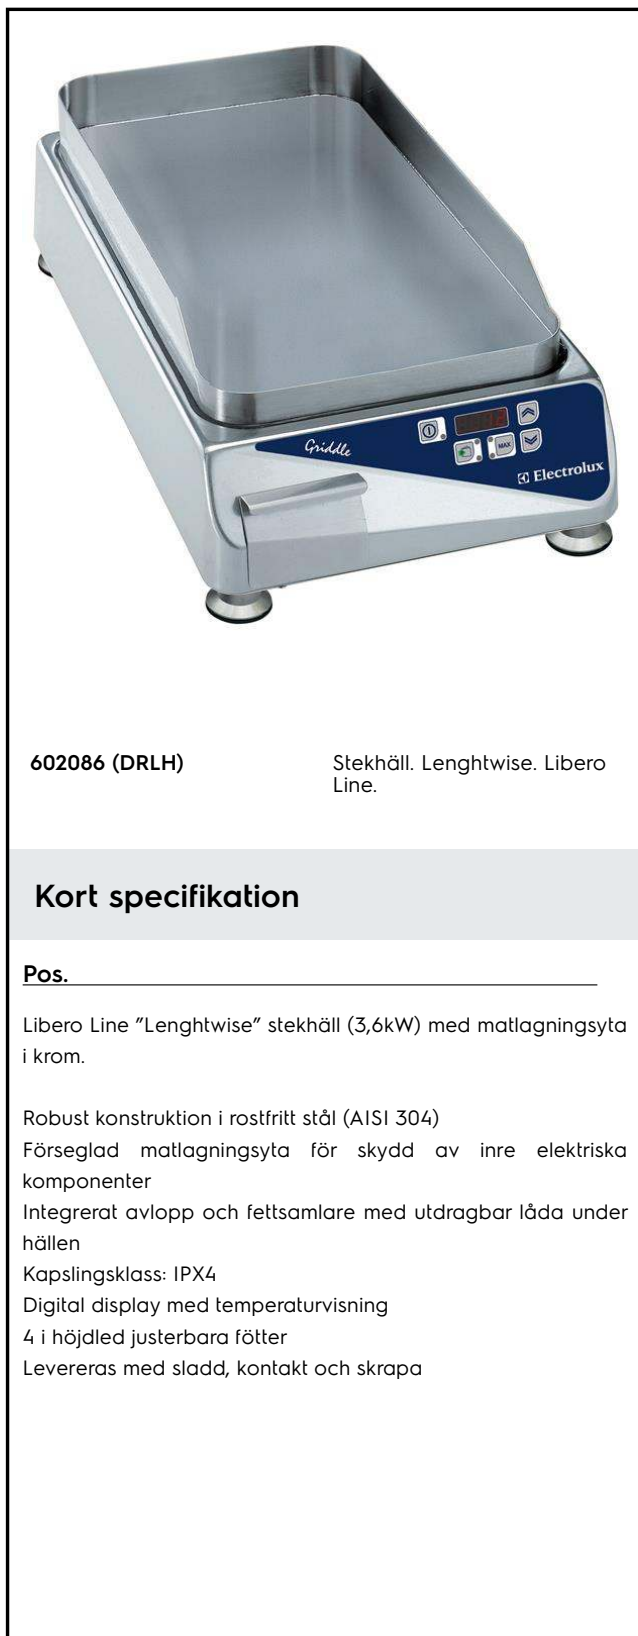 Griddle
MAX
Electrolux
602086 (DRLH)
Stekhäll. Lenghtwise. Libero
Line.
Kort specifikation
Pos.
Libero Line "Lenghtwise" stekhäll (3,6kW) med matlagningsyta
i krom.
Robust konstruktion i rostfritt stål (AISI 304)
Förseglad matlagningsyta för skydd av inre elektriska
komponenter
Integrerat avlopp och fettsamlare med utdragbar låda under
hällen
Kapslingsklass: IPX4
Digital display med temperaturvisning
4 i höjdled justerbara fötter
Levereras med sladd, kontakt och skrapa